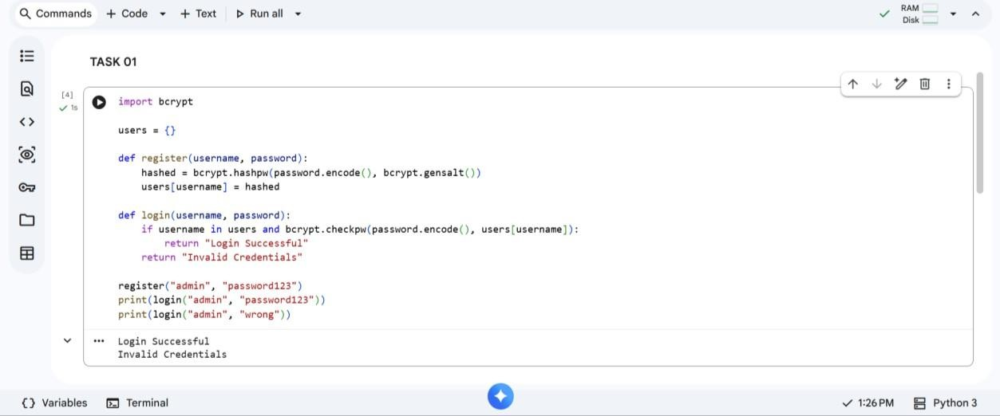 Commands + Code + Text Run all RAM Disk
TASK 01
[4]
1s
import bcrypt
users = {}
def register(username, password):
    hashed = bcrypt.hashpw(password.encode(), bcrypt.gensalt())
    users[username] = hashed
def login(username, password):
    if username in users and bcrypt.checkpw(password.encode(), users[username]):
        return "Login Successful"
    return "Invalid Credentials"
register("admin", "password123")
print(login("admin", "password123"))
print(login("admin", "wrong"))
Login Successful
Invalid Credentials
{} Variables Terminal 1:26 PM Python 3